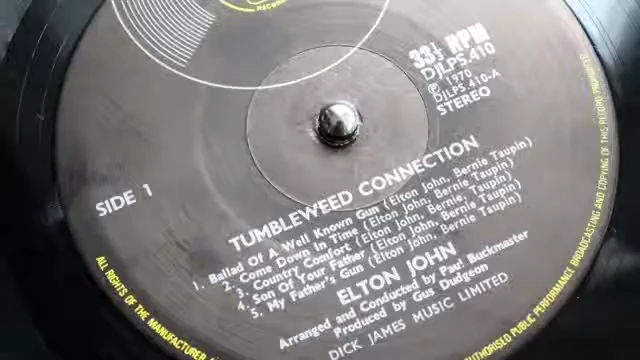 RECORD
33⅓ RPM
DJLPS.410
℗ 1970
DJLPS.410-A
STEREO
SIDE 1
TUMBLEWEED CONNECTION
1. Ballad Of A Well Known Gun (Elton John, Bernie Taupin)
2. Come Down In Time (Elton John, Bernie Taupin)
3. Country Comfort (Elton John, Bernie, Taupin)
4. Son Of Your Father (Elton John, Bernie Taupin)
5. My Father's Gun (Elton John, Bernie Taupin)
ELTON JOHN
Arranged and Conducted by Paul Buckmaster
Produced by Gus Dudgeon
DICK JAMES MUSIC LIMITED
ALL RIGHTS OF THE MANUFACTURER
AUTHORISED PUBLIC PERFORMANCE BROADCASTING AND COPYING OF THIS RECORD PROHIBITED